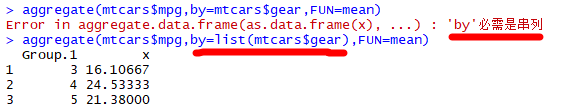 > aggregate(mtcars$mpg,by=mtcars$gear,FUN=mean)
Error in aggregate.data.frame(as.data.frame(x), ...) : 'by'必需是串列
> aggregate(mtcars$mpg,by=list(mtcars$gear),FUN=mean)
  Group.1        x
1       3 16.10667
2       4 24.53333
3       5 21.38000